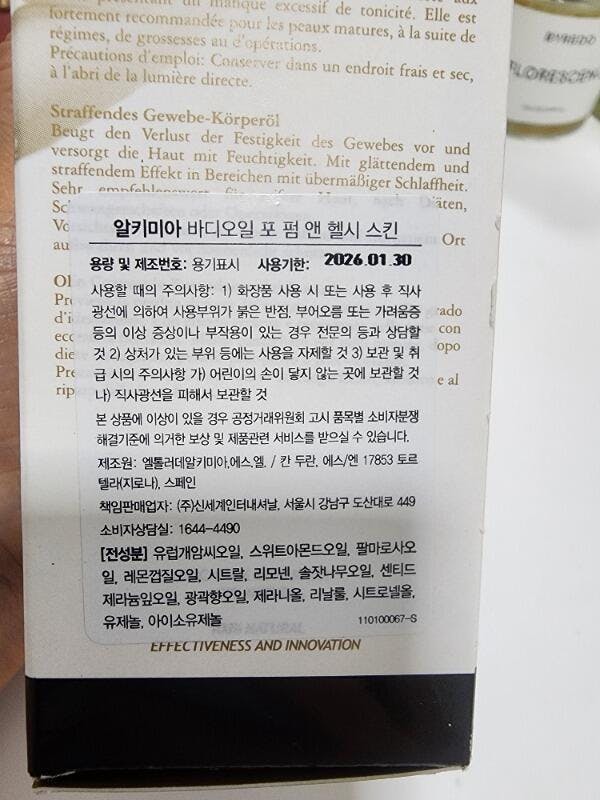 présentant un manque excessif de tonicité. Elle est
fortement recommandée pour les peaux matures, à la suite de
régimes, de grossesses au d'opérations.
Précautions d'emploi: Conserver dans un endroit frais et sec,
à l'abri de la lumière directe.
Straffendes Gewebe-Körperöl
Beugt den Verlust der Festigkeit des Gewebes vor und
versorgt die Haut mit Feuchtigkeit. Mit glättendem und
straffendem Effekt in Bereichen mit übermäßiger Schlaffheit.
Sehr
Ort
알키미아 바디오일 포 펌 앤 헬시 스킨
용량 및 제조번호: 용기표시 사용기한: 2026.01.30
사용할 때의 주의사항: 1) 화장품 사용 시 또는 사용 후 직사
광선에 의하여 사용부위가 붉은 반점, 부어오름 또는 가려움증
등의 이상 증상이나 부작용이 있는 경우 전문의 등과 상담할
것 2) 상처가 있는 부위 등에는 사용을 자제할 것 3) 보관 및 취
급 시의 주의사항 가) 어린이의 손이 닿지 않는 곳에 보관할 것
나) 직사광선을 피해서 보관할 것
본 상품에 이상이 있을 경우 공정거래위원회 고시 품목별 소비자분쟁
해결기준에 의거한 보상 및 제품관련 서비스를 받으실 수 있습니다.
제조원: 엘톨러데알키미아,에스.엘. / 칸 두란, 에스/엔 17853 토르
텔라(지로나), 스페인
책임판매업자: (주)신세계인터내셔날, 서울시 강남구 도산대로 449
소비자상담실: 1644-4490
[전성분] 유럽개암씨오일, 스위트아몬드오일, 팔마로사오
일, 레몬껍질오일, 시트랄, 리모넨, 솔잣나무오일, 센티드
제라늄잎오일, 광곽향오일, 제라니올, 리날룰, 시트로넬올,
유제놀, 아이소유제놀
110100067-S
EFFECTIVENESS AND INNOVATION
BYREDO